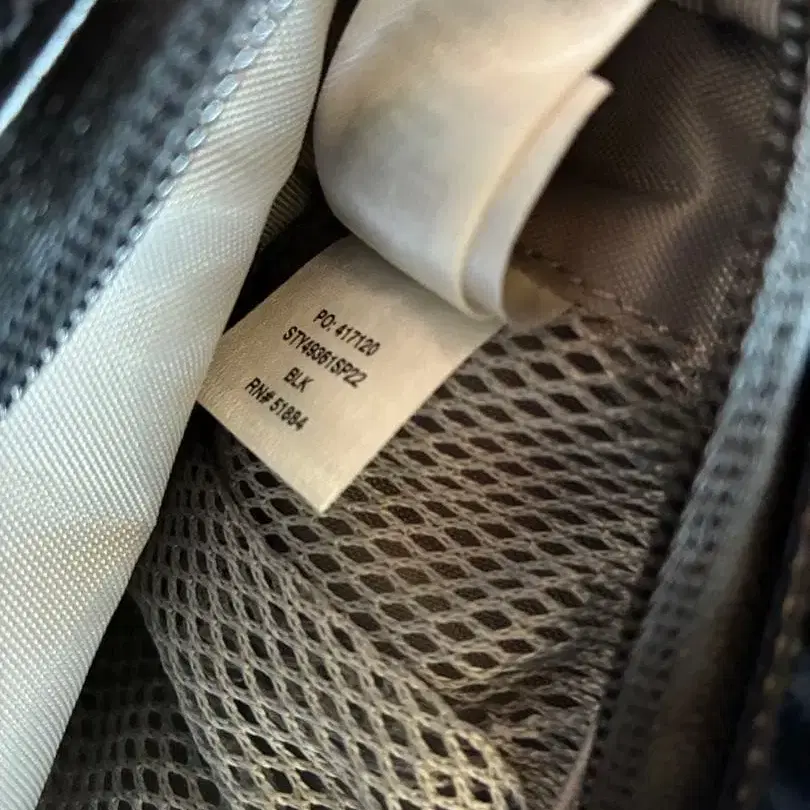 PO: 417120
STY49361SP22
BLK
RN# 51884